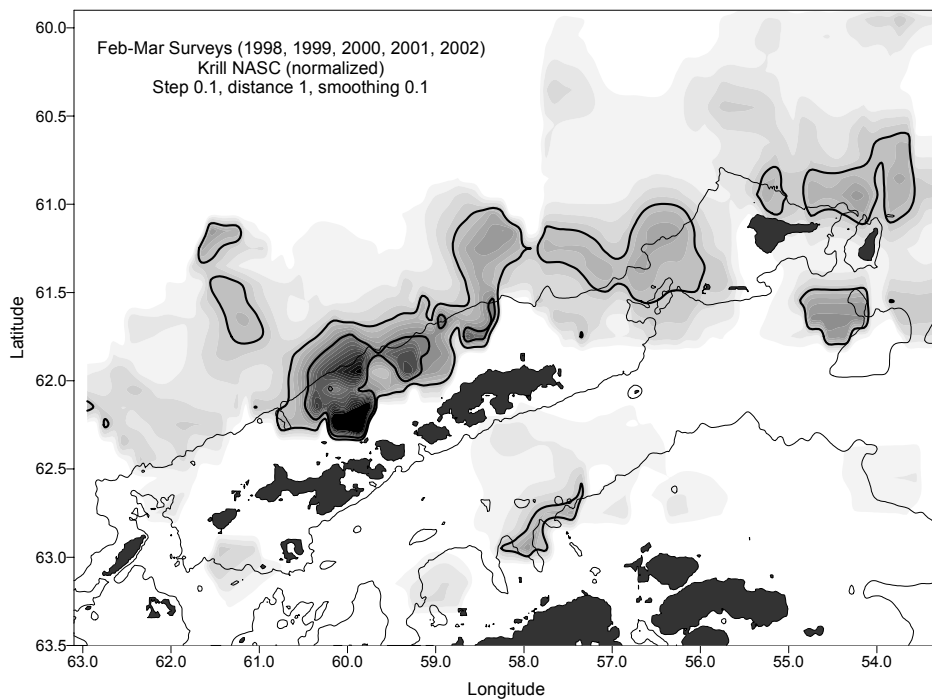 Feb-Mar Surveys (1998, 1999, 2000, 2001, 2002)
Krill NASC (normalized)
Step 0.1, distance 1, smoothing 0.1
Latitude
60.0
60.5
61.0
61.5
62.0
62.5
63.0
63.5
63.0 62.0 61.0 60.0 59.0 58.0 57.0 56.0 55.0 54.0
Longitude